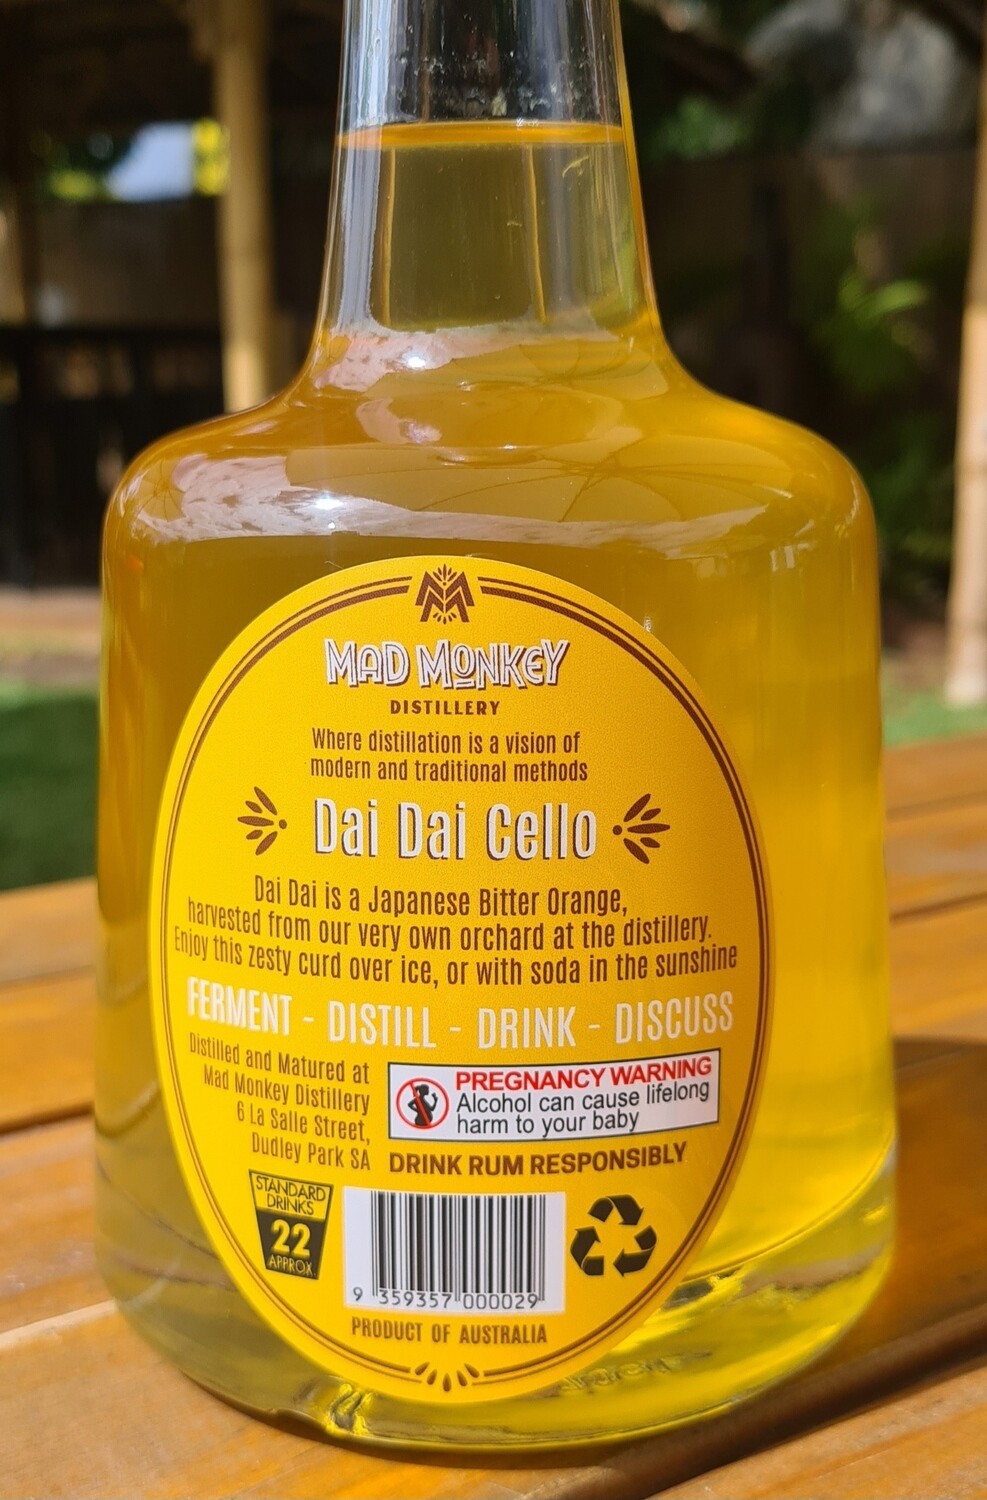 MAD MONKEY
DISTILLERY
Where distillation is a vision of
modern and traditional methods
Dai Dai Cello
Dai Dai is a Japanese Bitter Orange,
harvested from our very own orchard at the distillery.
Enjoy this zesty curd over ice, or with soda in the sunshine
FERMENT - DISTILL - DRINK - DISCUSS
Distilled and Matured at
Mad Monkey Distillery
6 La Salle Street,
Dudley Park SA
PREGNANCY WARNING
Alcohol can cause lifelong
harm to your baby
DRINK RUM RESPONSIBLY
STANDARD
DRINKS
22
APPROX.
9 359357 000029
PRODUCT OF AUSTRALIA